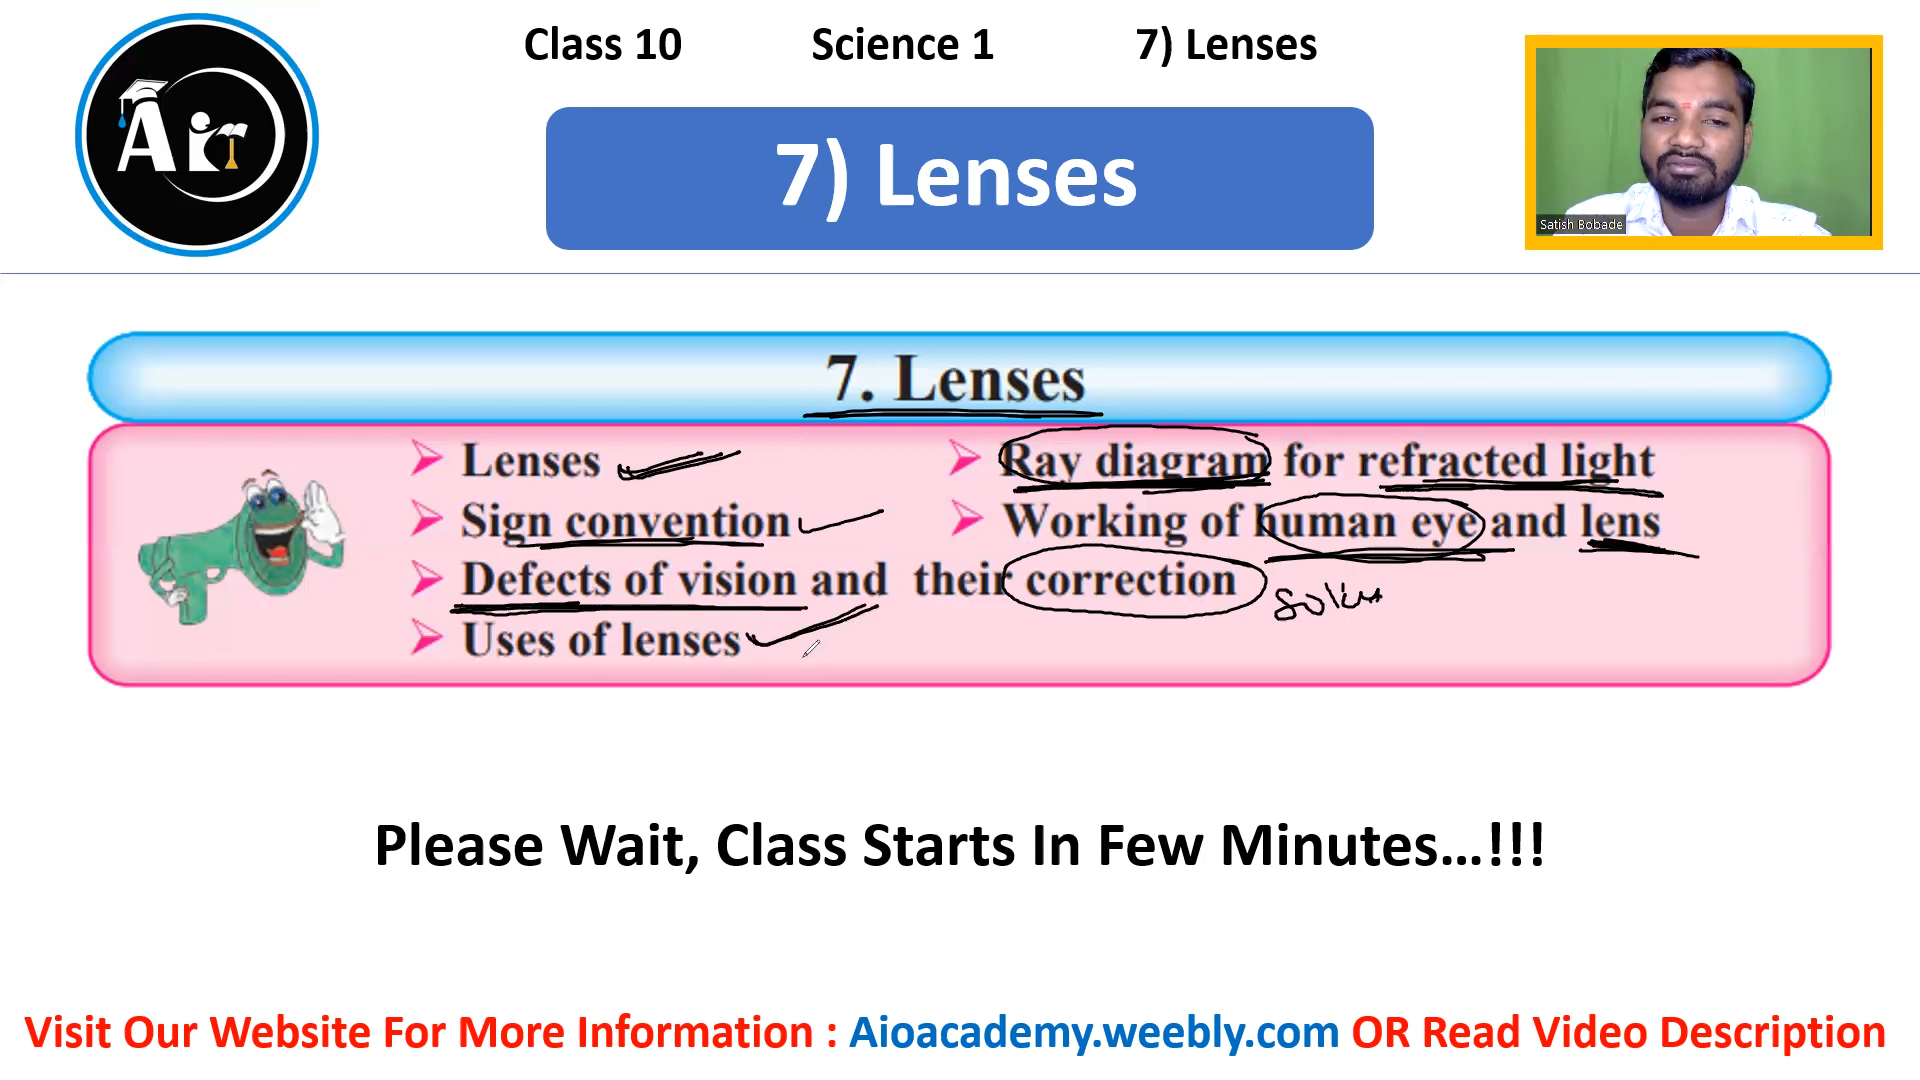 Class 10 Science 1 7) Lenses
7) Lenses
Satish Bobade
7. Lenses
Lenses
Ray diagram for refracted light
Sign convention
Working of human eye and lens
Defects of vision and their correction
Uses of lenses
Please Wait, Class Starts In Few Minutes...!!!
Visit Our Website For More Information : Aioacademy.weebly.com OR Read Video Description